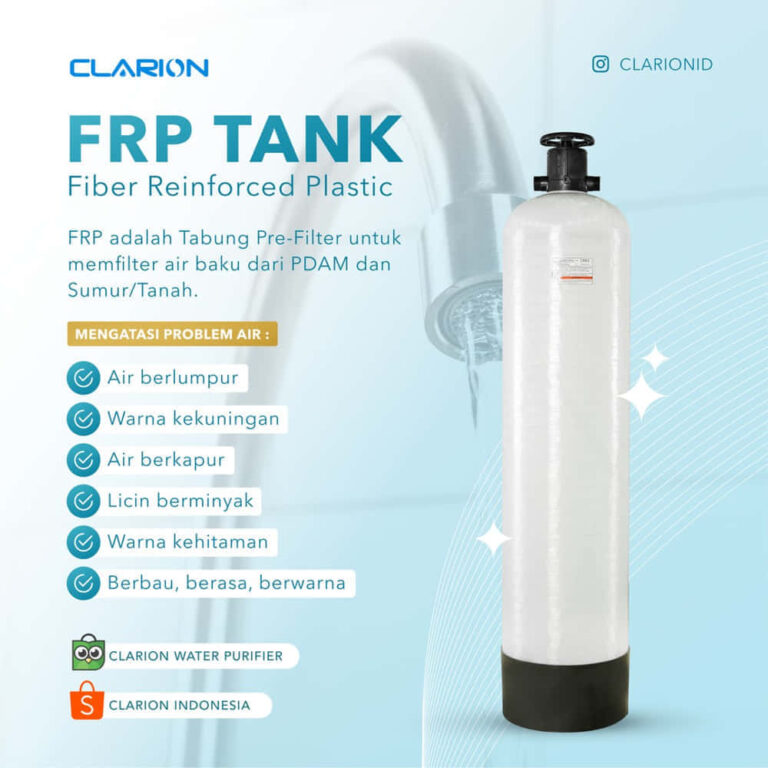 CLARION
CLARIONID
FRP TANK
Fiber Reinforced Plastic
FRP adalah Tabung Pre-Filter untuk
memfilter air baku dari PDAM dan
Sumur/Tanah.
MENGATASI PROBLEM AIR :
Air berlumpur
Warna kekuningan
Air berkapur
Licin berminyak
Warna kehitaman
Berbau, berasa, berwarna
CLARION WATER PURIFIER
S CLARION INDONESIA